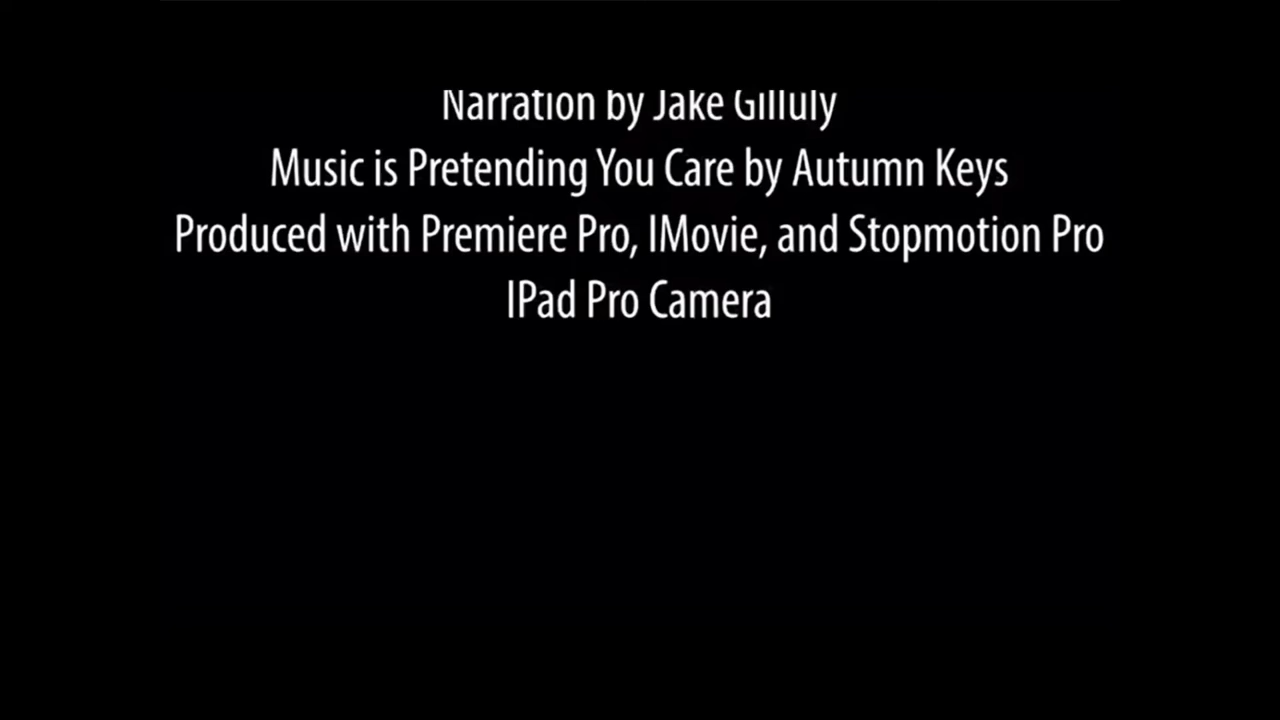 Narration by Jake Gilluly
Music is Pretending You Care by Autumn Keys
Produced with Premiere Pro, IMovie, and Stopmotion Pro
IPad Pro Camera